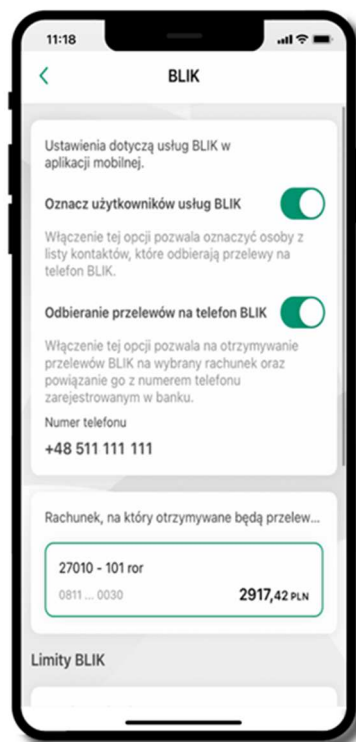 11:18
BLIK
Ustawienia dotyczą usług BLIK w
aplikacji mobilnej.
Oznacz użytkowników usług BLIK
Włączenie tej opcji pozwala oznaczyć osoby z
listy kontaktów, które odbierają przelewy na
telefon BLIK.
Odbieranie przelewów na telefon BLIK
Włączenie tej opcji pozwala na otrzymywanie
przelewów BLIK na wybrany rachunek oraz
powiązanie go z numerem telefonu
zarejestrowanym w banku.
Numer telefonu
+48 511 111 111
Rachunek, na który otrzymywane będą przelew...
27010 - 101 ror
0811 ... 0030 2917,42 PLN
Limity BLIK